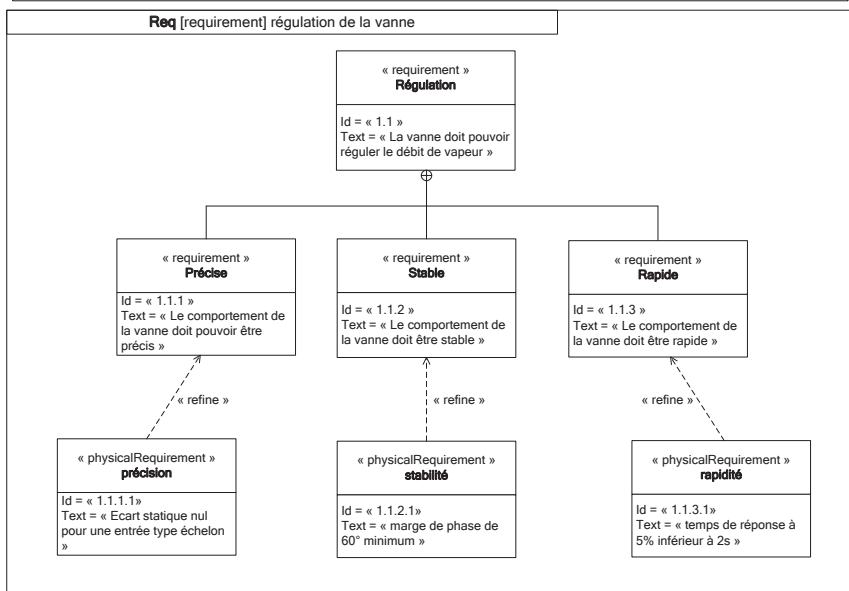 Req [requirement] régulation de la vanne
« requirement »
Régulation
Id = « 1.1 »
Text = « La vanne doit pouvoir
réguler le débit de vapeur »
« requirement »
Précise
Id = « 1.1.1 »
Text = « Le comportement de
la vanne doit pouvoir être
précis »
« requirement »
Stable
Id = « 1.1.2 »
Text = « Le comportement de
la vanne doit être stable »
« requirement »
Rapide
Id = « 1.1.3 »
Text = « Le comportement de
la vanne doit être rapide »
« refine »
« refine »
« refine »
« physicalRequirement »
précision
Id = « 1.1.1.1»
Text = « Ecart statique nul
pour une entrée type échelon
»
« physicalRequirement »
stabilité
Id = « 1.1.2.1»
Text = « marge de phase de
60° minimum »
« physicalRequirement »
rapidité
Id = « 1.1.3.1»
Text = « temps de réponse à
5% inférieur à 2s »